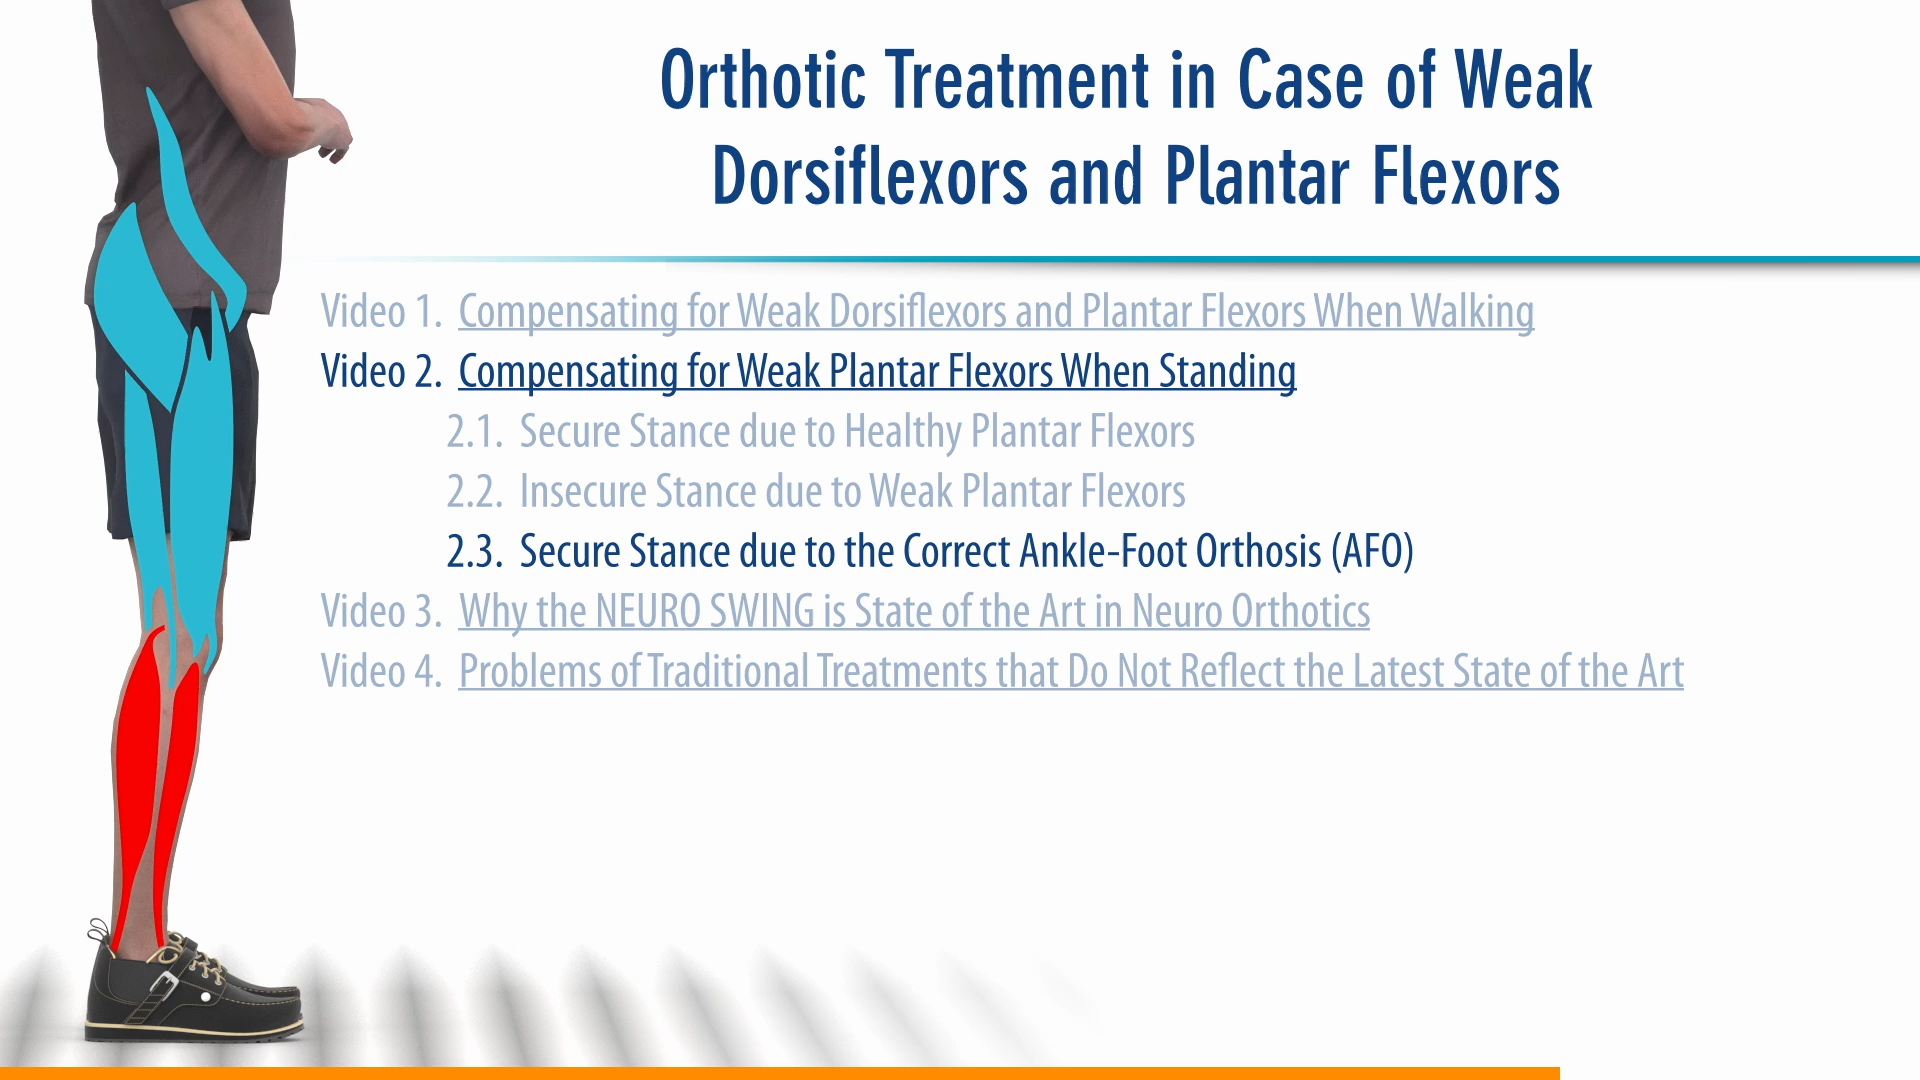 Orthotic Treatment in Case of Weak
Dorsiflexors and Plantar Flexors
Video 1. Compensating for Weak Dorsiflexors and Plantar Flexors When Walking
Video 2. Compensating for Weak Plantar Flexors When Standing
2.1. Secure Stance due to Healthy Plantar Flexors
2.2. Insecure Stance due to Weak Plantar Flexors
2.3. Secure Stance due to the Correct Ankle-Foot Orthosis (AFO)
Video 3. Why the NEURO SWING is State of the Art in Neuro Orthotics
Video 4. Problems of Traditional Treatments that Do Not Reflect the Latest State of the Art